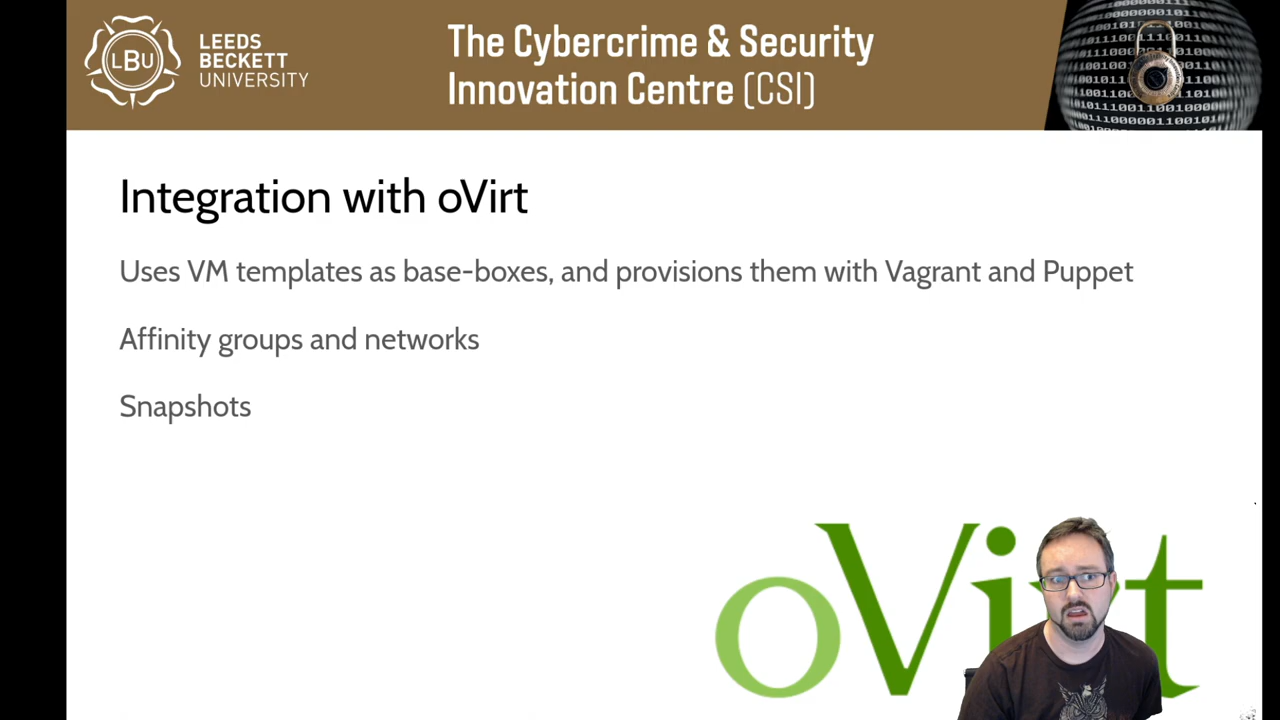 LBU
LEEDS
BECKETT
UNIVERSITY
The Cybercrime & Security
Innovation Centre (CSI)
Integration with oVirt
Uses VM templates as base-boxes, and provisions them with Vagrant and Puppet
Affinity groups and networks
Snapshots
oVirt